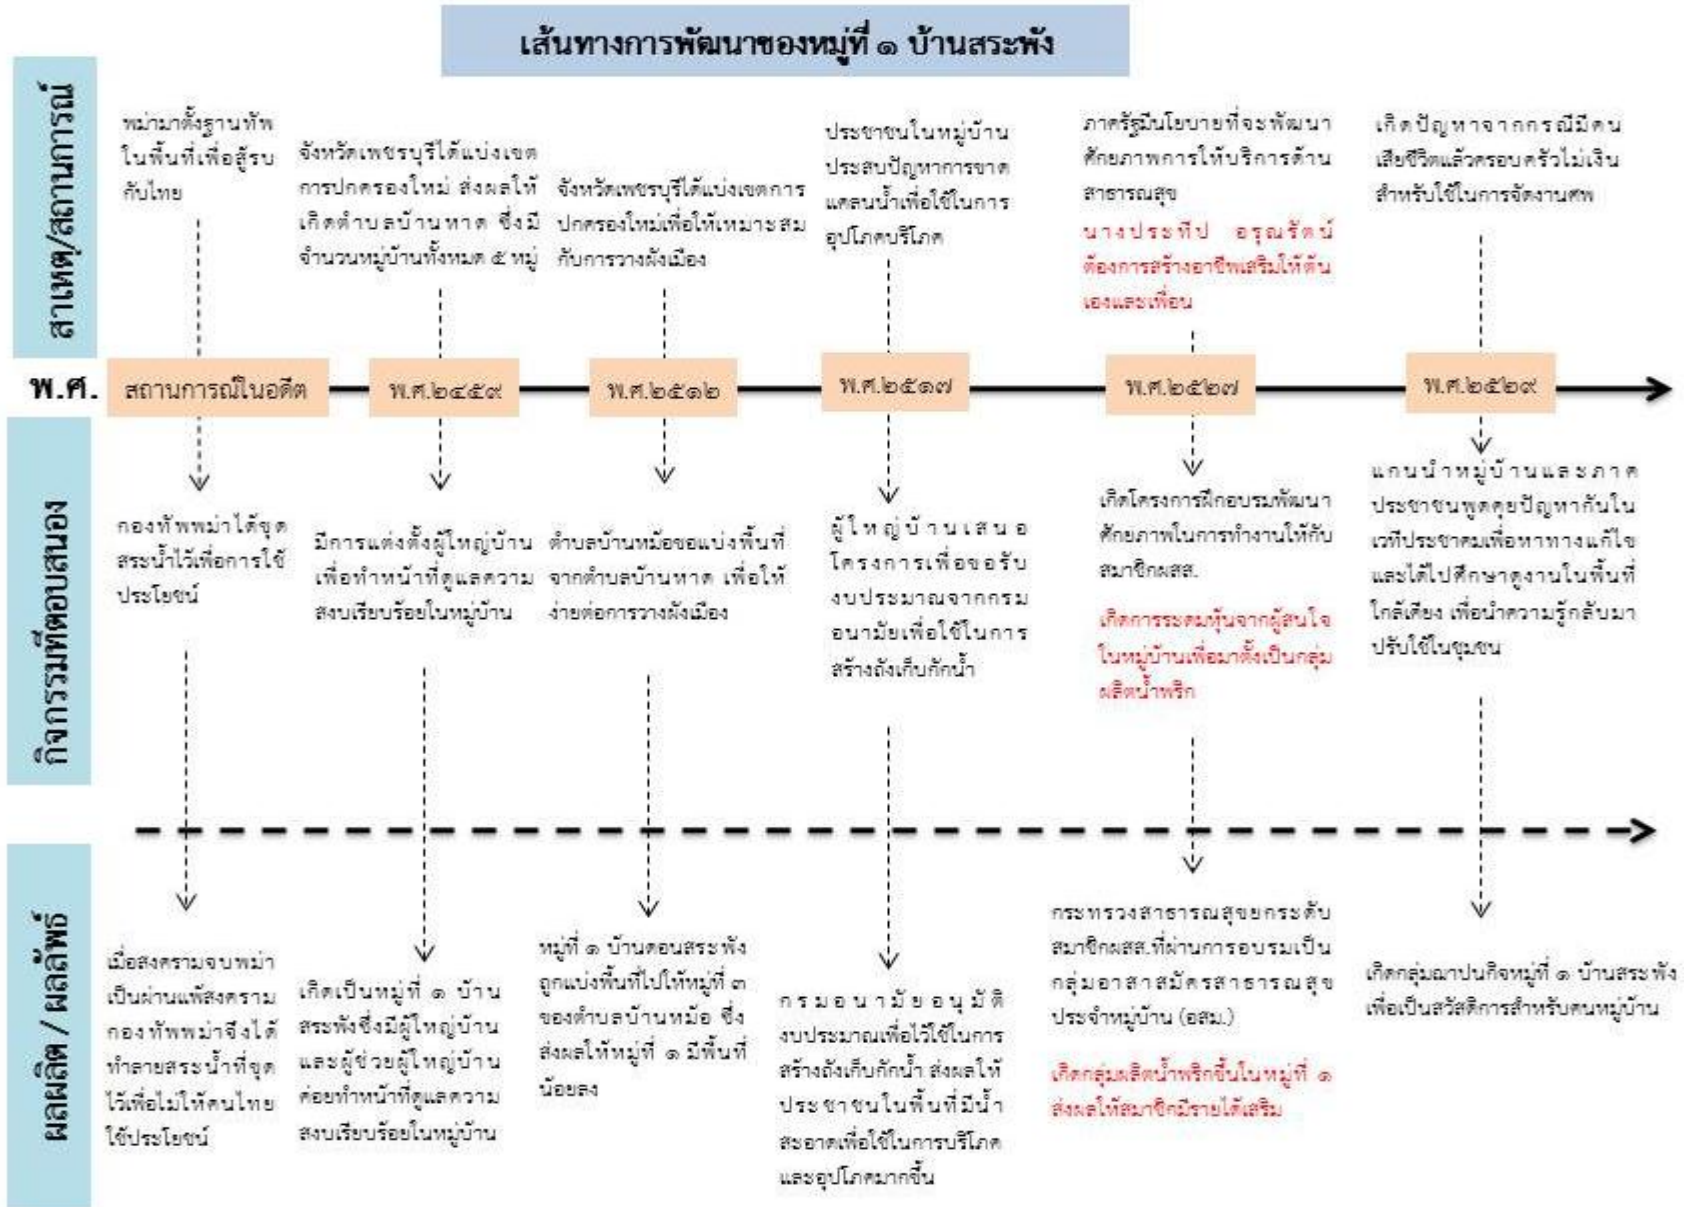 เส้นทางการพัฒนาของหมู่ที่ ๑ บ้านสระพัง
สาเหตุ/สถานการณ์
พม่ามาตั้งฐานทัพ
ในพื้นที่เพื่อสู้รบ
กับไทย
จังหวัดเพชรบุรีได้แบ่งเขต
การปกครองใหม่ ส่งผลให้
เกิดตำบลบ้านหาด ซึ่งมี
จำนวนหมู่บ้านทั้งหมด ๕ หมู่
จังหวัดเพชรบุรีได้แบ่งเขตการ
ปกครองใหม่เพื่อให้เหมาะสม
กับการวางผังเมือง
ประชาชนในหมู่บ้าน
ประสบปัญหาการขาด
แคลนน้ำเพื่อใช้ในการ
อุปโภคบริโภค
ภาครัฐมีนโยบายที่จะพัฒนา
ศักยภาพการให้บริการด้าน
สาธารณสุข
นางประทีป อรุณรัตน์
ต้องการสร้างอาชีพเสริมให้ตน
เองและเพื่อน
เกิดปัญหาจากกรณีมีคน
เสียชีวิตแล้วครอบครัวไม่เงิน
สำหรับใช้ในการจัดงานศพ
พ.ศ.
สถานการณ์ในอดีต
พ.ศ.๒๔๕๙
พ.ศ.๒๕๑๒
พ.ศ.๒๕๑๗
พ.ศ.๒๕๒๗
พ.ศ.๒๕๒๙
กิจกรรมที่ตอบสนอง
กองทัพพม่าได้ขุด
สระน้ำไว้เพื่อการใช้
ประโยชน์
มีการแต่งตั้งผู้ใหญ่บ้าน
เพื่อทำหน้าที่ดูแลความ
สงบเรียบร้อยในหมู่บ้าน
ตำบลบ้านหม้อขอแบ่งพื้นที่
จากตำบลบ้านหาด เพื่อให้
ง่ายต่อการวางผังเมือง
ผู้ใหญ่บ้านเสนอ
โครงการเพื่อขอรับ
งบประมาณจากกรม
อนามัยเพื่อใช้ในการ
สร้างถังเก็บกักน้ำ
เกิดโครงการฝึกอบรมพัฒนา
ศักยภาพในการทำงานให้กับ
สมาชิกผสส.
เกิดการระดมหุ้นจากผู้สนใจ
ในหมู่บ้านเพื่อมาตั้งเป็นกลุ่ม
ผลิตน้ำพริก
แกนนำหมู่บ้านและภาค
ประชาชนพูดคุยปัญหากันใน
เวทีประชาคมเพื่อหาทางแก้ไข
และได้ไปศึกษาดูงานในพื้นที่
ใกล้เคียง เพื่อนำความรู้กลับมา
ปรับใช้ในชุมชน
ผลผลิต / ผลลัพธ์
เมื่อสงครามจบพม่า
เป็นผ่านแพ้สงคราม
กองทัพพม่าจึงได้
ทำลายสระน้ำที่ขุด
ไว้เพื่อไม่ให้คนไทย
ใช้ประโยชน์
เกิดเป็นหมู่ที่ ๑ บ้าน
สระพังซึ่งมีผู้ใหญ่บ้าน
และผู้ช่วยผู้ใหญ่บ้าน
ค่อยทำหน้าที่ดูแลความ
สงบเรียบร้อยในหมู่บ้าน
หมู่ที่ ๑ บ้านดอนสระพัง
ถูกแบ่งพื้นที่ไปให้หมู่ที่ ๓
ของตำบลบ้านหม้อ ซึ่ง
ส่งผลให้หมู่ที่ ๑ มีพื้นที่
น้อยลง
กรมอนามัยอนุมัติ
งบประมาณเพื่อไว้ใช้ในการ
สร้างถังเก็บกักน้ำ ส่งผลให้
ประชาชนในพื้นที่มีน้ำ
สะอาดเพื่อใช้ในการบริโภค
และอุปโภคมากขึ้น
กระทรวงสาธารณสุขยกระดับ
สมาชิกผสส.ที่ผ่านการอบรมเป็น
กลุ่มอาสาสมัครสาธารณสุข
ประจำหมู่บ้าน (อสม.)
เกิดกลุ่มผลิตน้ำพริกขึ้นในหมู่ที่ ๑
ส่งผลให้สมาชิกมีรายได้เสริม
เกิดกลุ่มฌาปนกิจหมู่ที่ ๑ บ้านสระพัง
เพื่อเป็นสวัสดิการสำหรับคนหมู่บ้าน